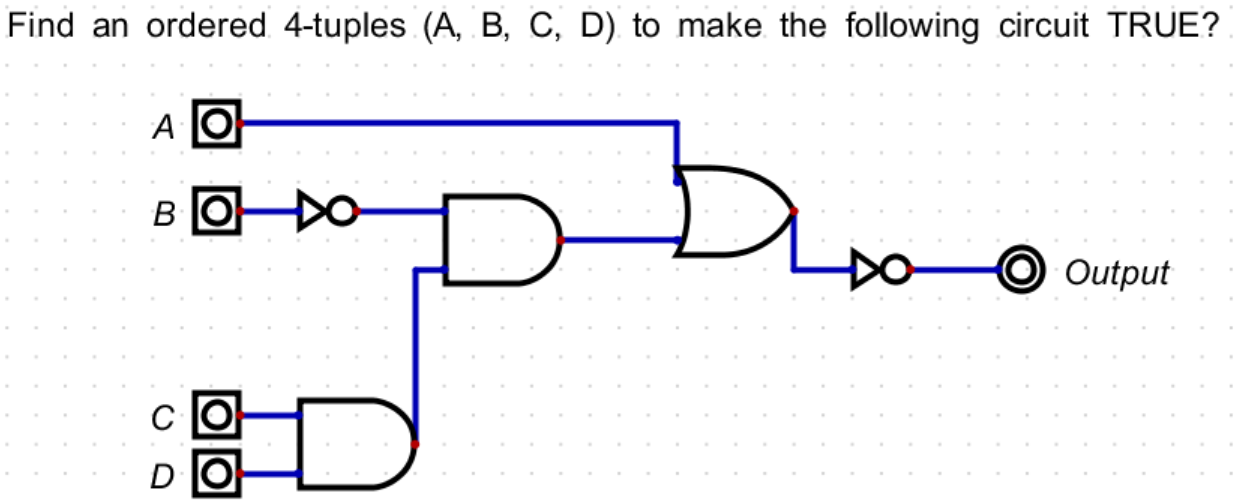 Find an ordered 4-tuples (A, B, C, D) to make the following circuit TRUE?
A
B
Output
C
D